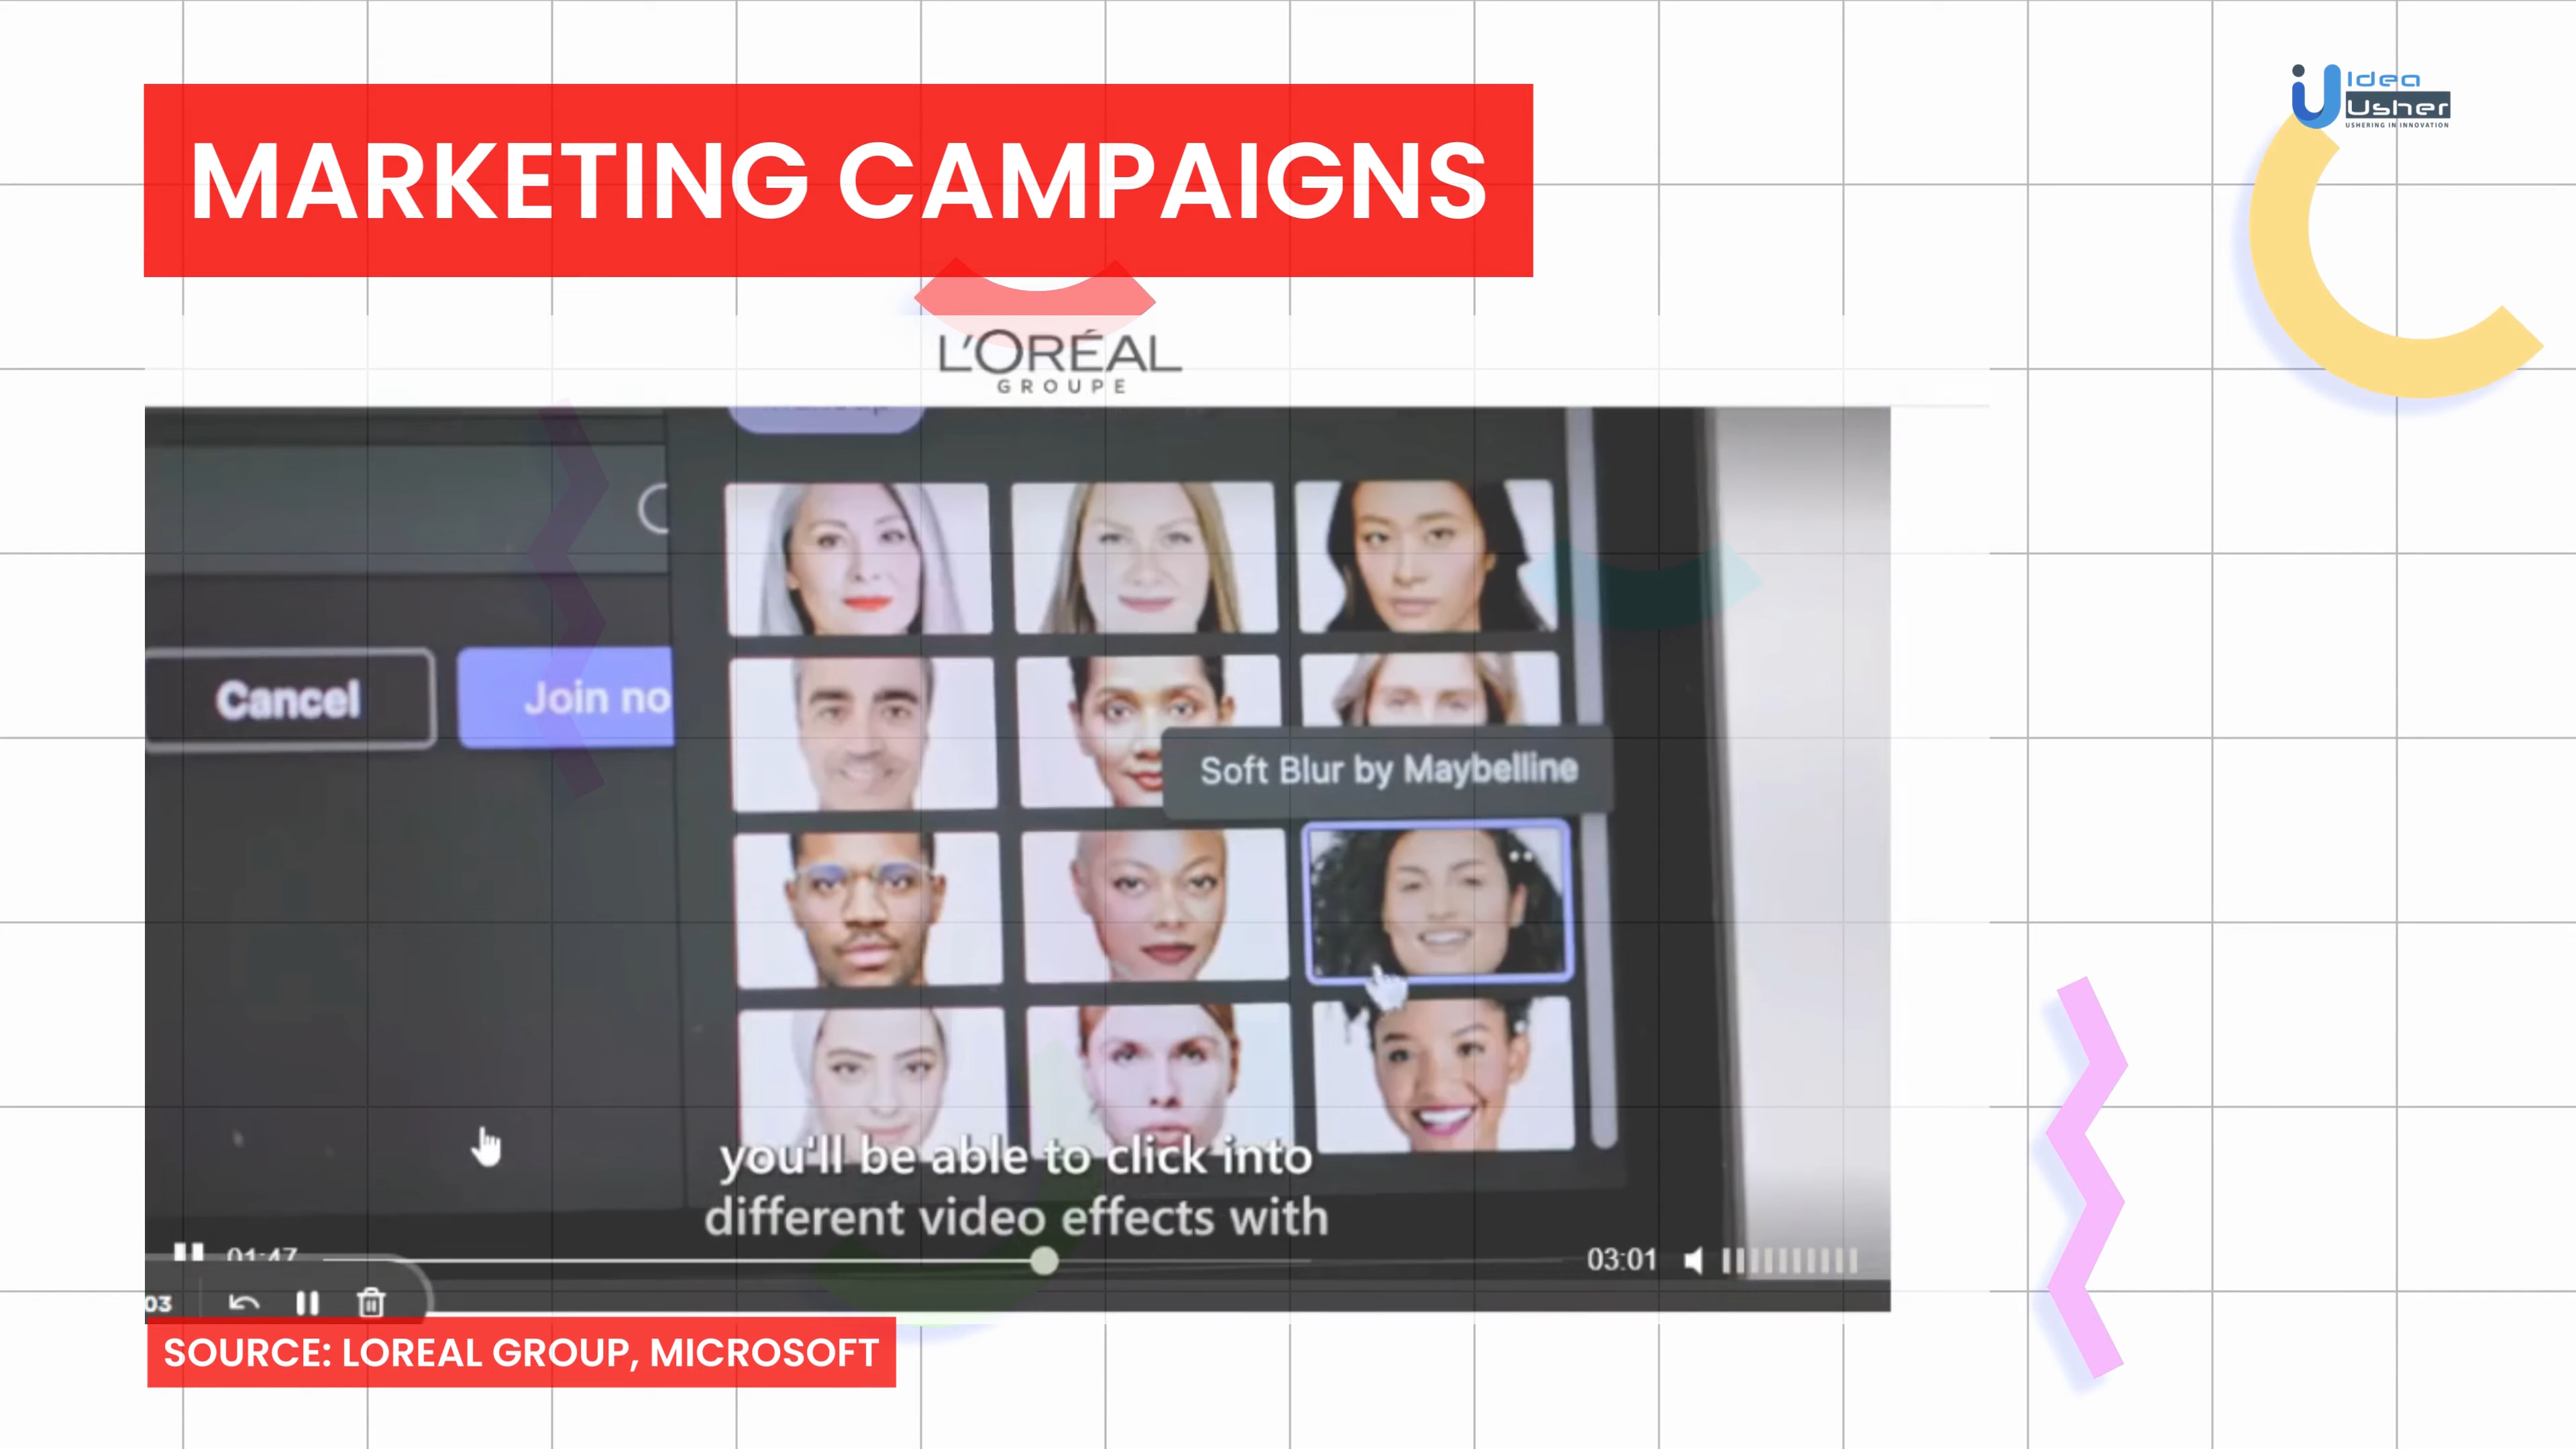 MARKETING CAMPAIGNS
Idea
Usher
USHERING IN INNOVATION
L'ORÉAL
GROUPE
Cancel
Join no
Soft Blur by Maybelline
you'll be able to click into
different video effects with
01:47
03:01
03
SOURCE: LOREAL GROUP, MICROSOFT